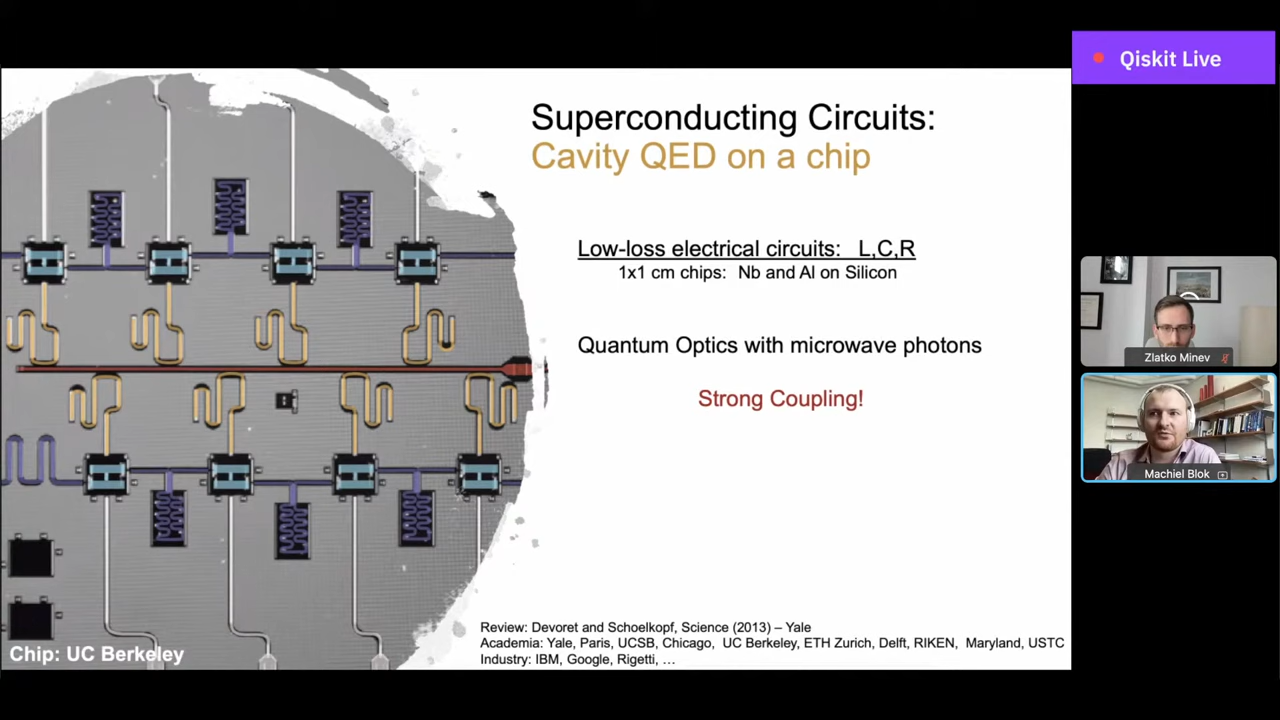 Qiskit Live
Superconducting Circuits:
Cavity QED on a chip
Low-loss electrical circuits: L,C,R
1x1 cm chips: Nb and Al on Silicon
Quantum Optics with microwave photons
Strong Coupling!
Zlatko Minev
Machiel Blok
Review: Devoret and Schoelkopf, Science (2013) – Yale
Academia: Yale, Paris, UCSB, Chicago, UC Berkeley, ETH Zurich, Delft, RIKEN, Maryland, USTC
Industry: IBM, Google, Rigetti, …
Chip: UC Berkeley